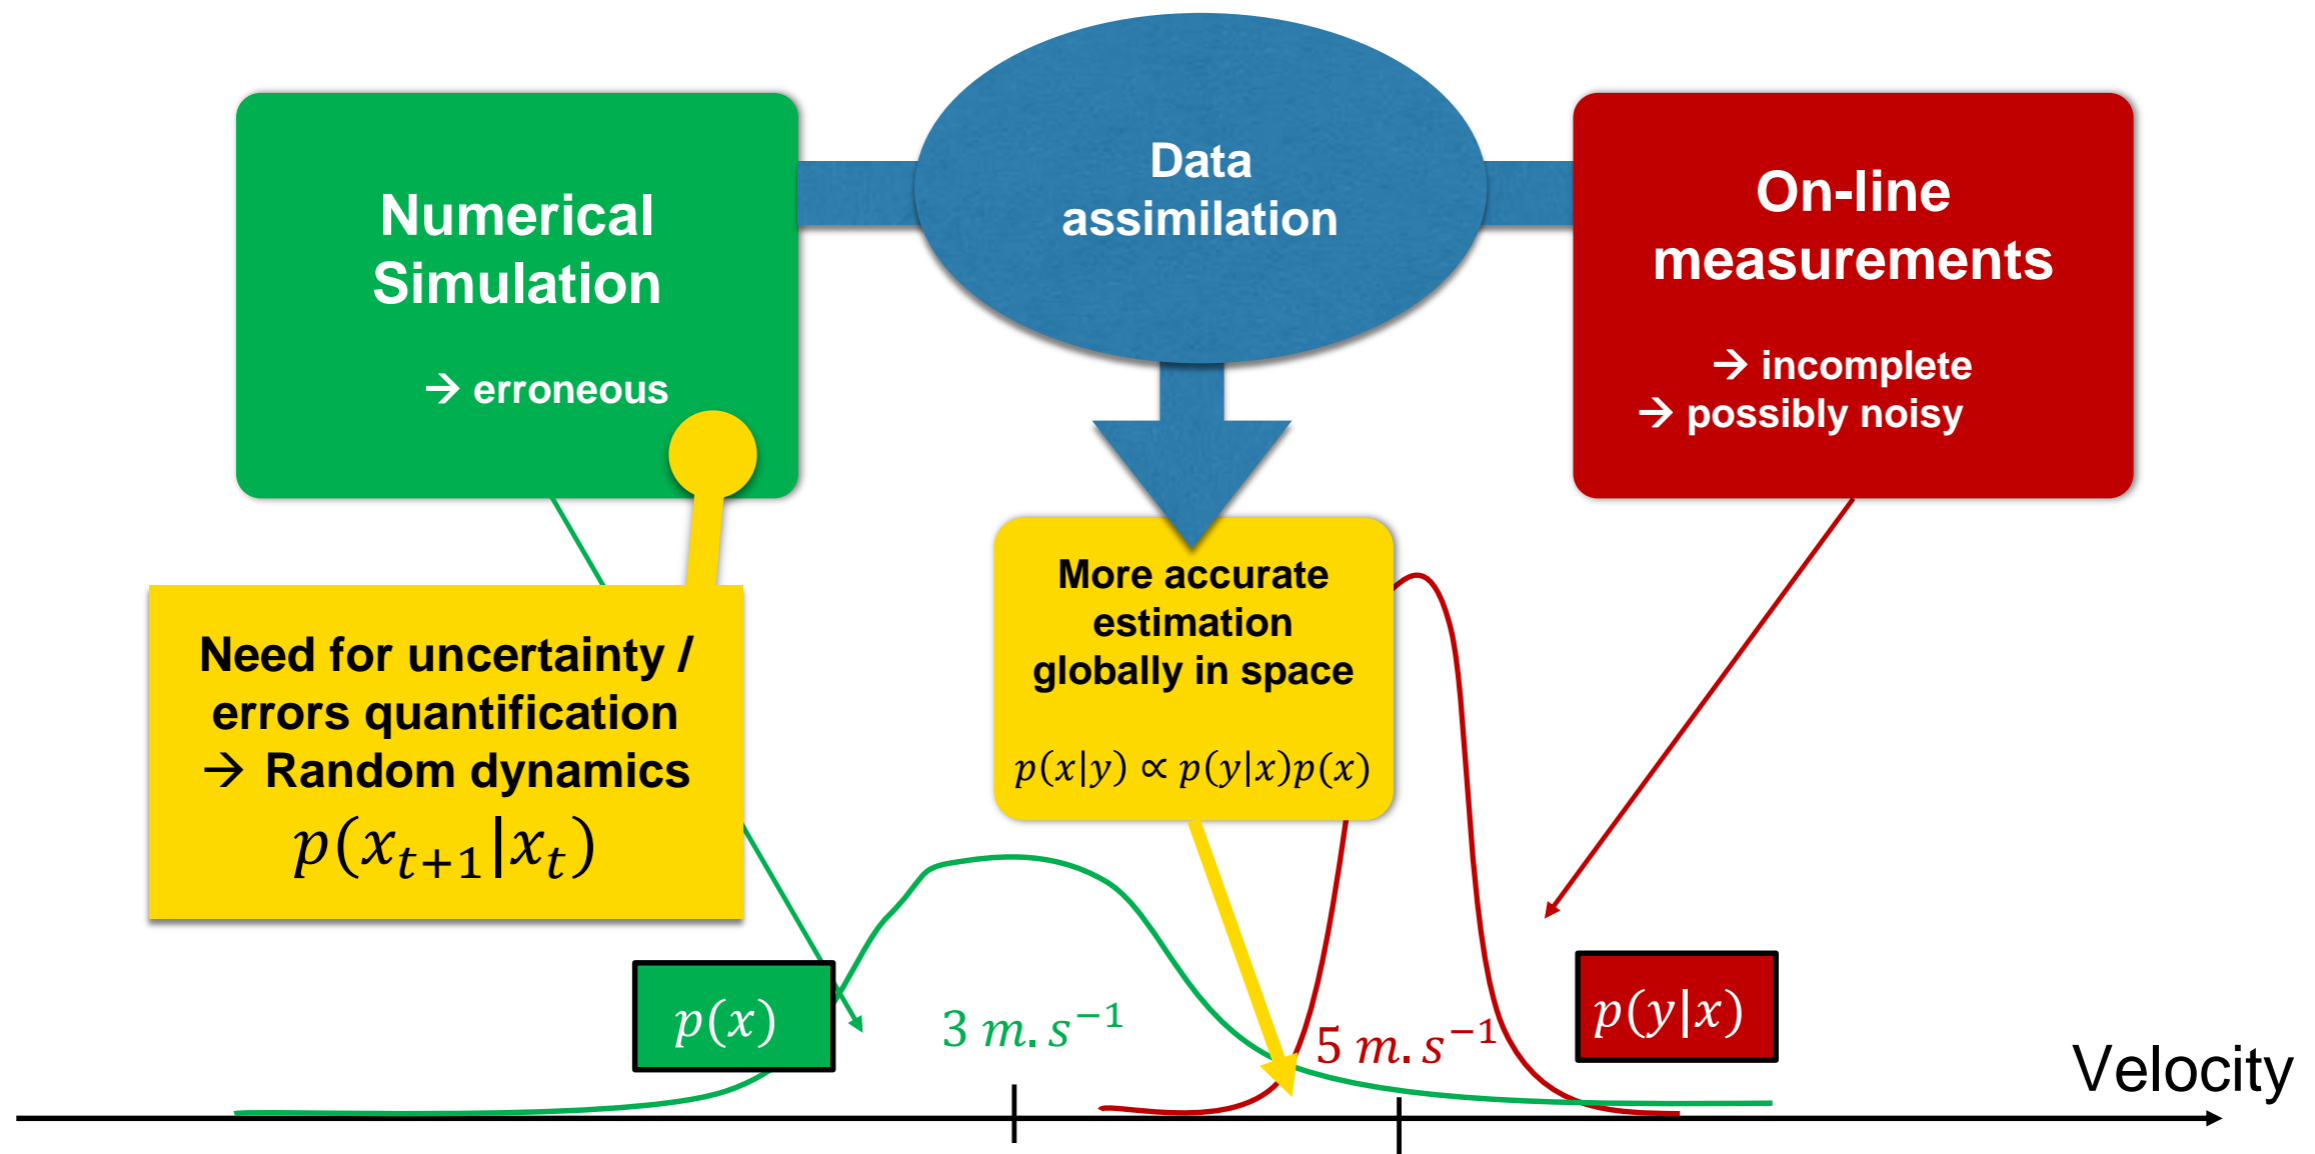 Numerical
Simulation
→ erroneous
Data
assimilation
On-line
measurements
→ incomplete
→ possibly noisy
Need for uncertainty /
errors quantification
→ Random dynamics
p(xₜ₊₁|xₜ)
More accurate
estimation
globally in space
p(x|y) ∝ p(y|x)p(x)
p(x)
3 m.s⁻¹
5 m.s⁻¹
p(y|x)
Velocity